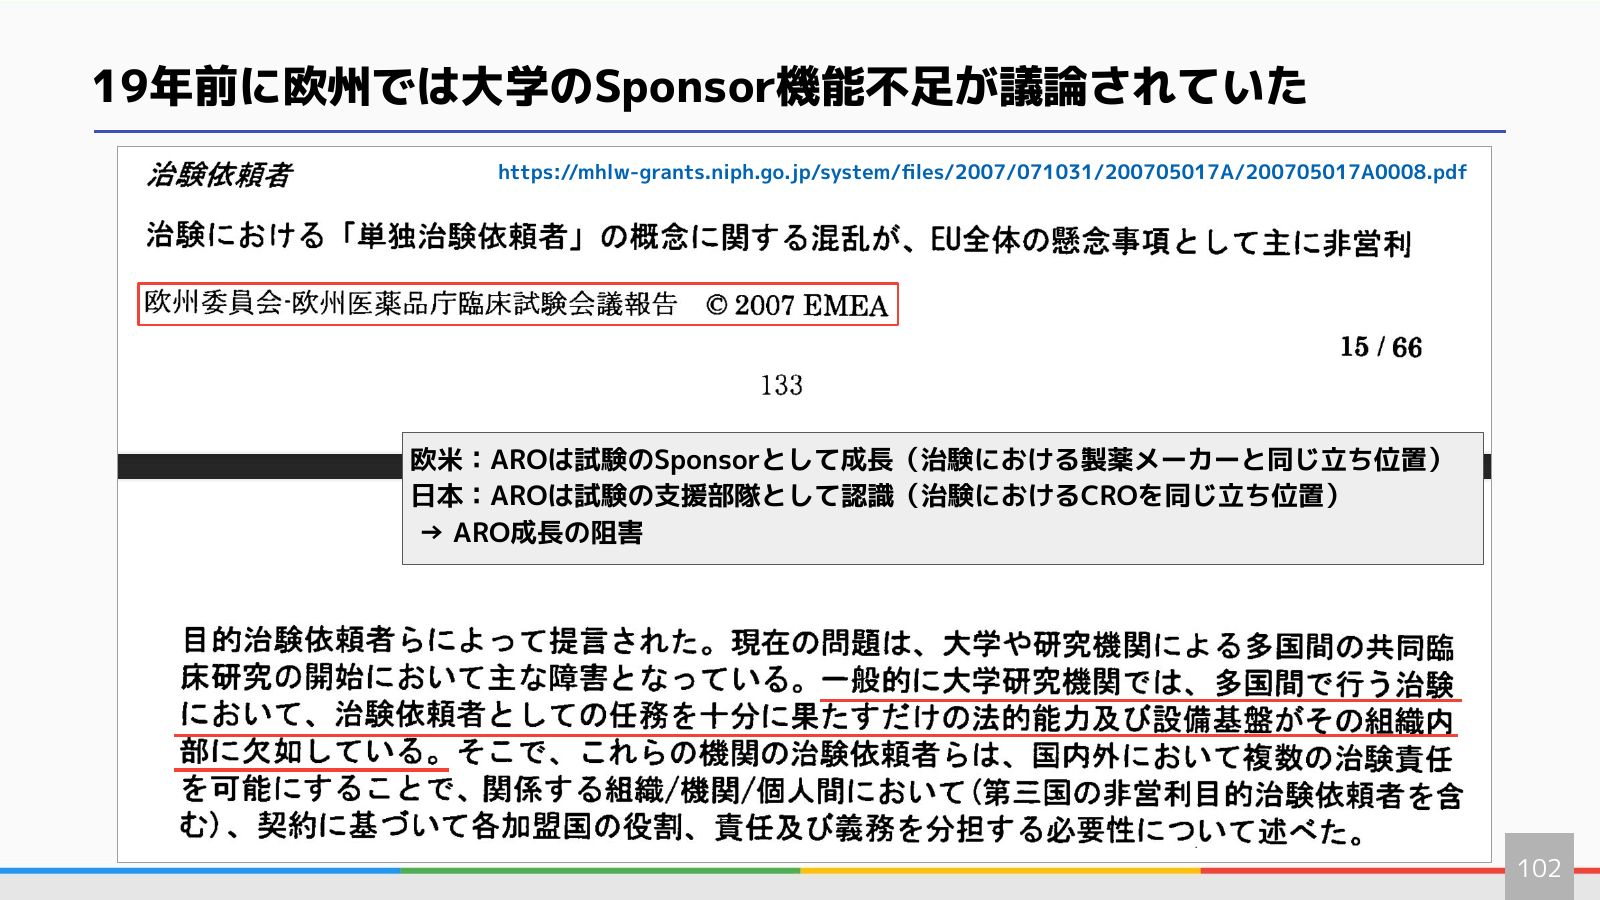 19年前に欧州では大学のSponsor機能不足が議論されていた
治験依頼者
https://mhlw-grants.niph.go.jp/system/files/2007/071031/200705017A/200705017A0008.pdf
治験における「単独治験依頼者」の概念に関する混乱が、EU全体の懸念事項として主に非営利
欧州委員会-欧州医薬品庁臨床試験会議報告 © 2007 EMEA
15 / 66
133
欧米：AROは試験のSponsorとして成長（治験における製薬メーカーと同じ立ち位置）
日本：AROは試験の支援部隊として認識（治験におけるCROを同じ立ち位置）
→ ARO成長の阻害
目的治験依頼者らによって提言された。現在の問題は、大学や研究機関による多国間の共同臨
床研究の開始において主な障害となっている。一般的に大学研究機関では、多国間で行う治験
において、治験依頼者としての任務を十分に果たすだけの法的能力及び設備基盤がその組織内
部に欠如している。そこで、これらの機関の治験依頼者らは、国内外において複数の治験責任
を可能にすることで、関係する組織/機関/個人間において(第三国の非営利目的治験依頼者を含
む)、契約に基づいて各加盟国の役割、責任及び義務を分担する必要性について述べた。
102